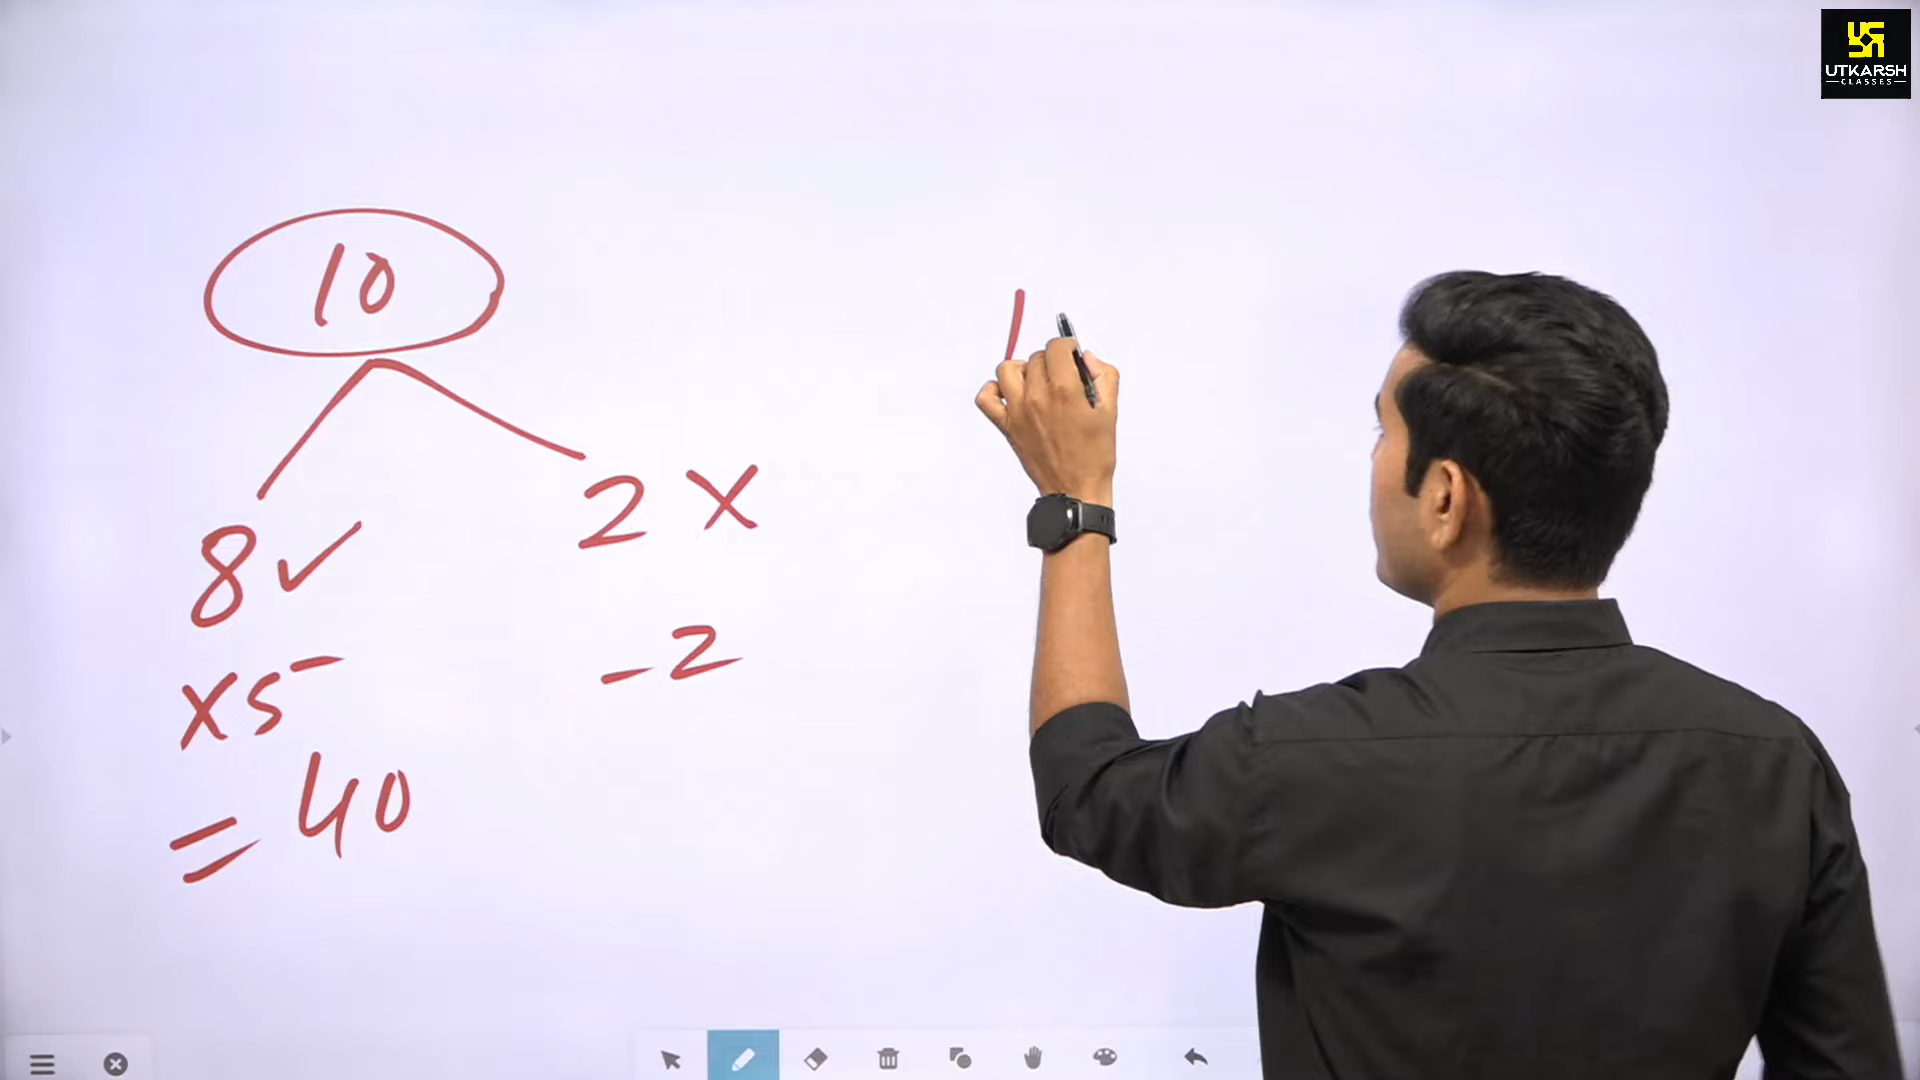 10
8 ✓ 2 ×
×5 -2
= 40
UTKARSH
CLASSES